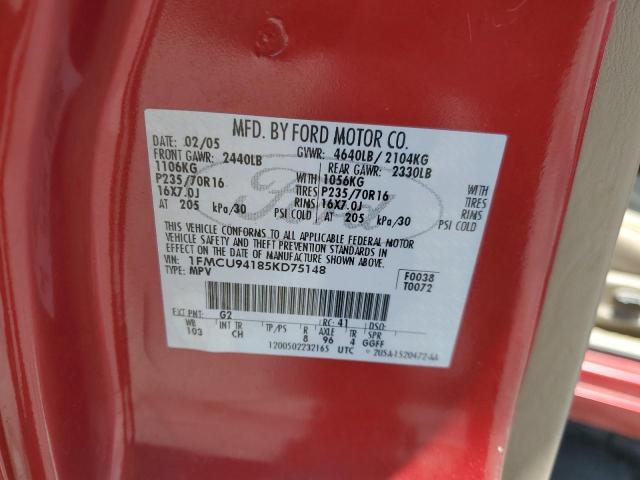 MFD. BY FORD MOTOR CO.
DATE: 02/05 GVWR: 4640LB/2104KG
FRONT GAWR: 2440LB REAR GAWR: 2330LB
1106KG WITH 1056KG WITH
P235/70R16 TIRES P235/70R16 TIRES
16X7.0J RIMS 16X7.0J RIMS
AT 205 kPa/30 PSI COLD AT 205 kPa/30 PSI COLD
THIS VEHICLE CONFORMS TO ALL APPLICABLE FEDERAL MOTOR
VEHICLE SAFETY AND THEFT PREVENTION STANDARDS IN
EFFECT ON THE DATE OF MANUFACTURE SHOWN ABOVE.
VIN: 1FMCU94185KD75148 F0038
TYPE: MPV T0072
EXT PNT: G2 RC: 41 DSO:
WB INT TR TP/PS R AXLE TR SPR
103 CH 8 96 4 GGFF
1200502232165 UTC 2U5A-1520472-AA
Ford